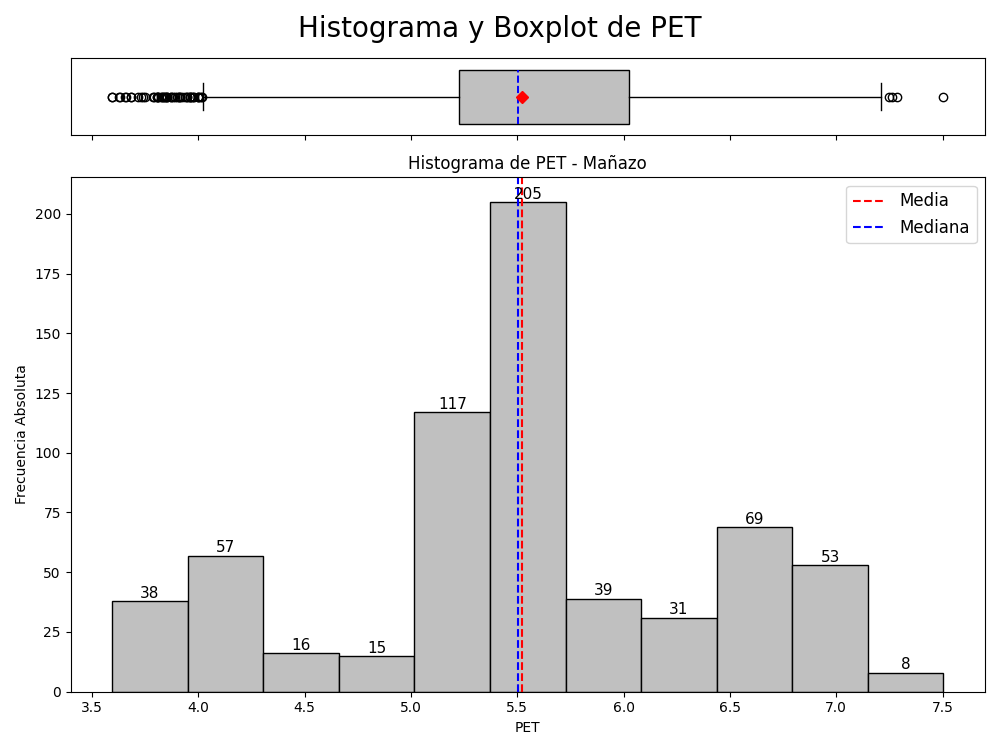 Histograma y Boxplot de PET
Histograma de PET - Mañazo
Media
Mediana
Frecuencia Absoluta
200
175
150
125
100
75
50
25
0
38
57
16
15
117
205
39
31
69
53
8
3.5 4.0 4.5 5.0 5.5 6.0 6.5 7.0 7.5
PET